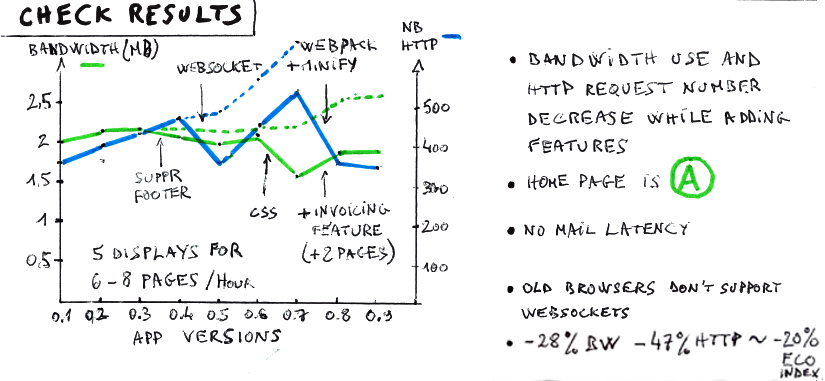 CHECK RESULTS
BANDWIDTH (MB)
NB
HTTP
WEBSOCKET
WEBPACK
+ MINIFY
2,5
2
1,5
1
0,5
500
400
300
200
100
SUPPR
FOOTER
CSS
+ INVOICING
FEATURE
(+2 PAGES)
5 DISPLAYS FOR
6-8 PAGES/HOUR
0.1 0.2 0.3 0.4 0.5 0.6 0.7 0.8 0.9
APP VERSIONS
• BANDWIDTH USE AND
HTTP REQUEST NUMBER
DECREASE WHILE ADDING
FEATURES
• HOME PAGE IS A
• NO MAIL LATENCY
• OLD BROWSERS DON'T SUPPORT
WEBSOCKETS
• -28% BW -47% HTTP ~ -20%
ECO
INDEX